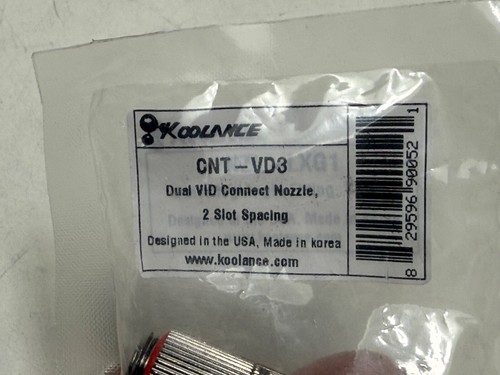 KOOLANCE
CNT-VD3
Dual VID Connect Nozzle,
2 Slot Spacing
Designed in the USA, Made in korea
www.koolance.com
8 29596 90052 1